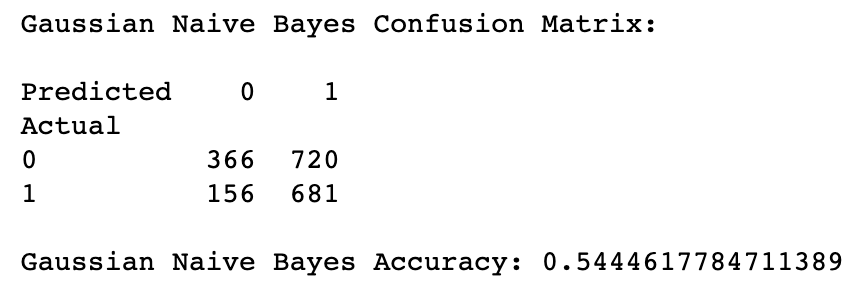 Gaussian Naive Bayes Confusion Matrix:
Predicted 0 1
Actual
0 366 720
1 156 681
Gaussian Naive Bayes Accuracy: 0.5444617784711389